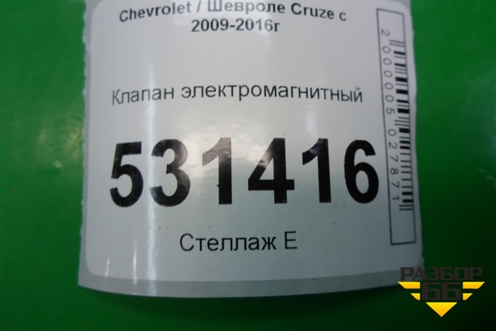 Chevrolet / Шевроле Cruze с
2009-2016г
Клапан электромагнитный
531416
Стеллаж Е
2000005027871
РАЗБОР
66